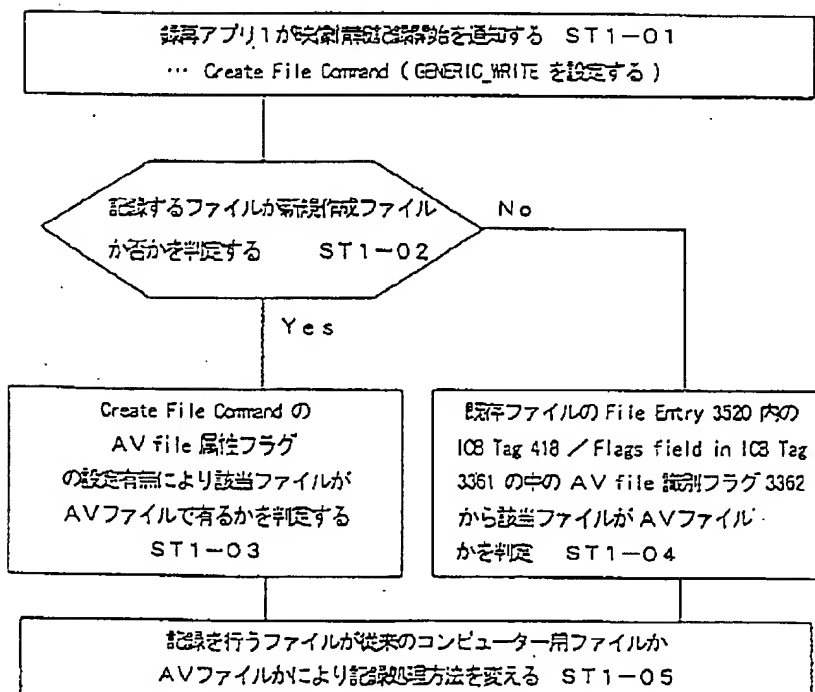 録再アプリ1が映像情報記録開始を通知する ST1-01
… Create File Command ( GENERIC_WRITE を設定する )
記録するファイルが新規作成ファイル
か否かを判定する ST1-02
No
Yes
Create File Command の
AV file 属性フラグ
の設定有無により該当ファイルが
AVファイルで有るかを判定する
ST1-03
既存ファイルの File Entry 3520 内の
ICB Tag 418 / Flags field in ICB Tag
3361 の中の AV file 識別フラグ 3362
から該当ファイルが AVファイル
かを判定 ST1-04
記録を行うファイルが従来のコンピューター用ファイルか
AVファイルかにより記録処理方法を変える ST1-05